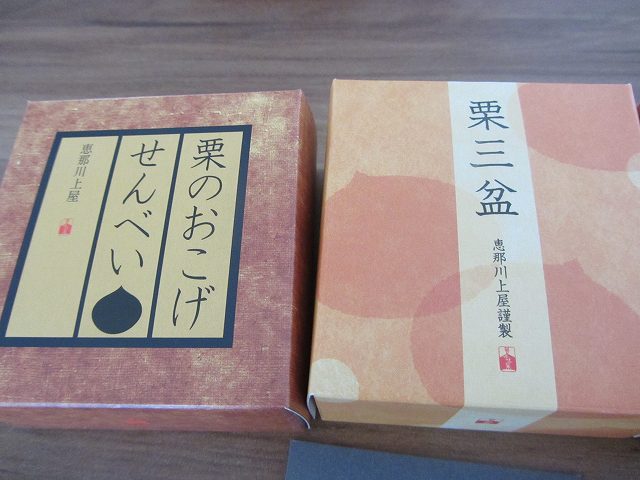 栗のおこげ
せんべい
恵那川上屋
栗三盆
恵那川上屋謹製